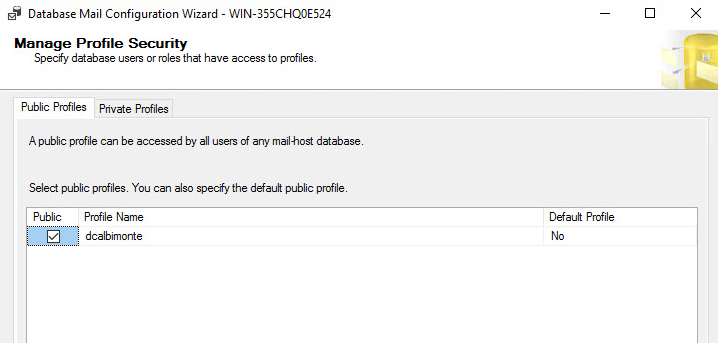 Database Mail Configuration Wizard - WIN-355CHQ0E524
Manage Profile Security
Specify database users or roles that have access to profiles.
Public Profiles Private Profiles
A public profile can be accessed by all users of any mail-host database.
Select public profiles. You can also specify the default public profile.
Public Profile Name Default Profile
dcalbimonte No